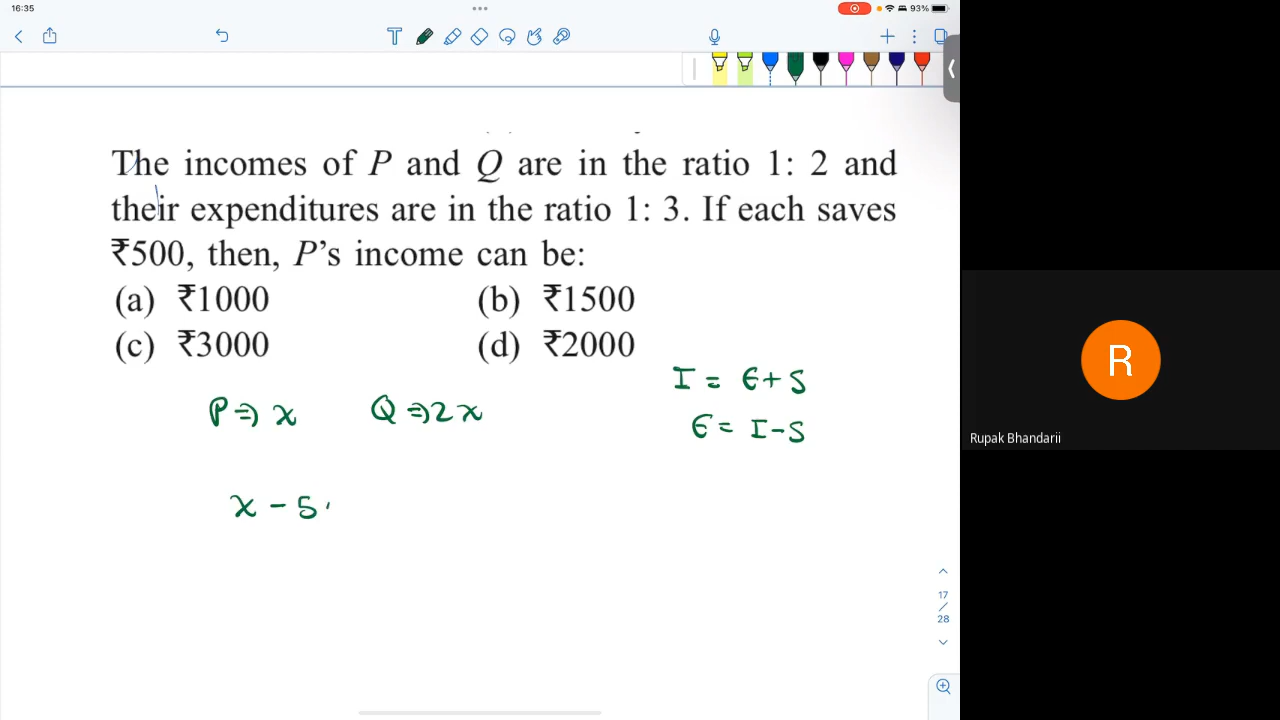 16:35
93%
T
The incomes of P and Q are in the ratio 1: 2 and
their expenditures are in the ratio 1: 3. If each saves
₹500, then, P’s income can be:
(a) ₹1000 (b) ₹1500
(c) ₹3000 (d) ₹2000
I = E+S
P ⇒ x Q ⇒ 2x
E = I-S
x - 5
17
/
28
R
Rupak Bhandarii